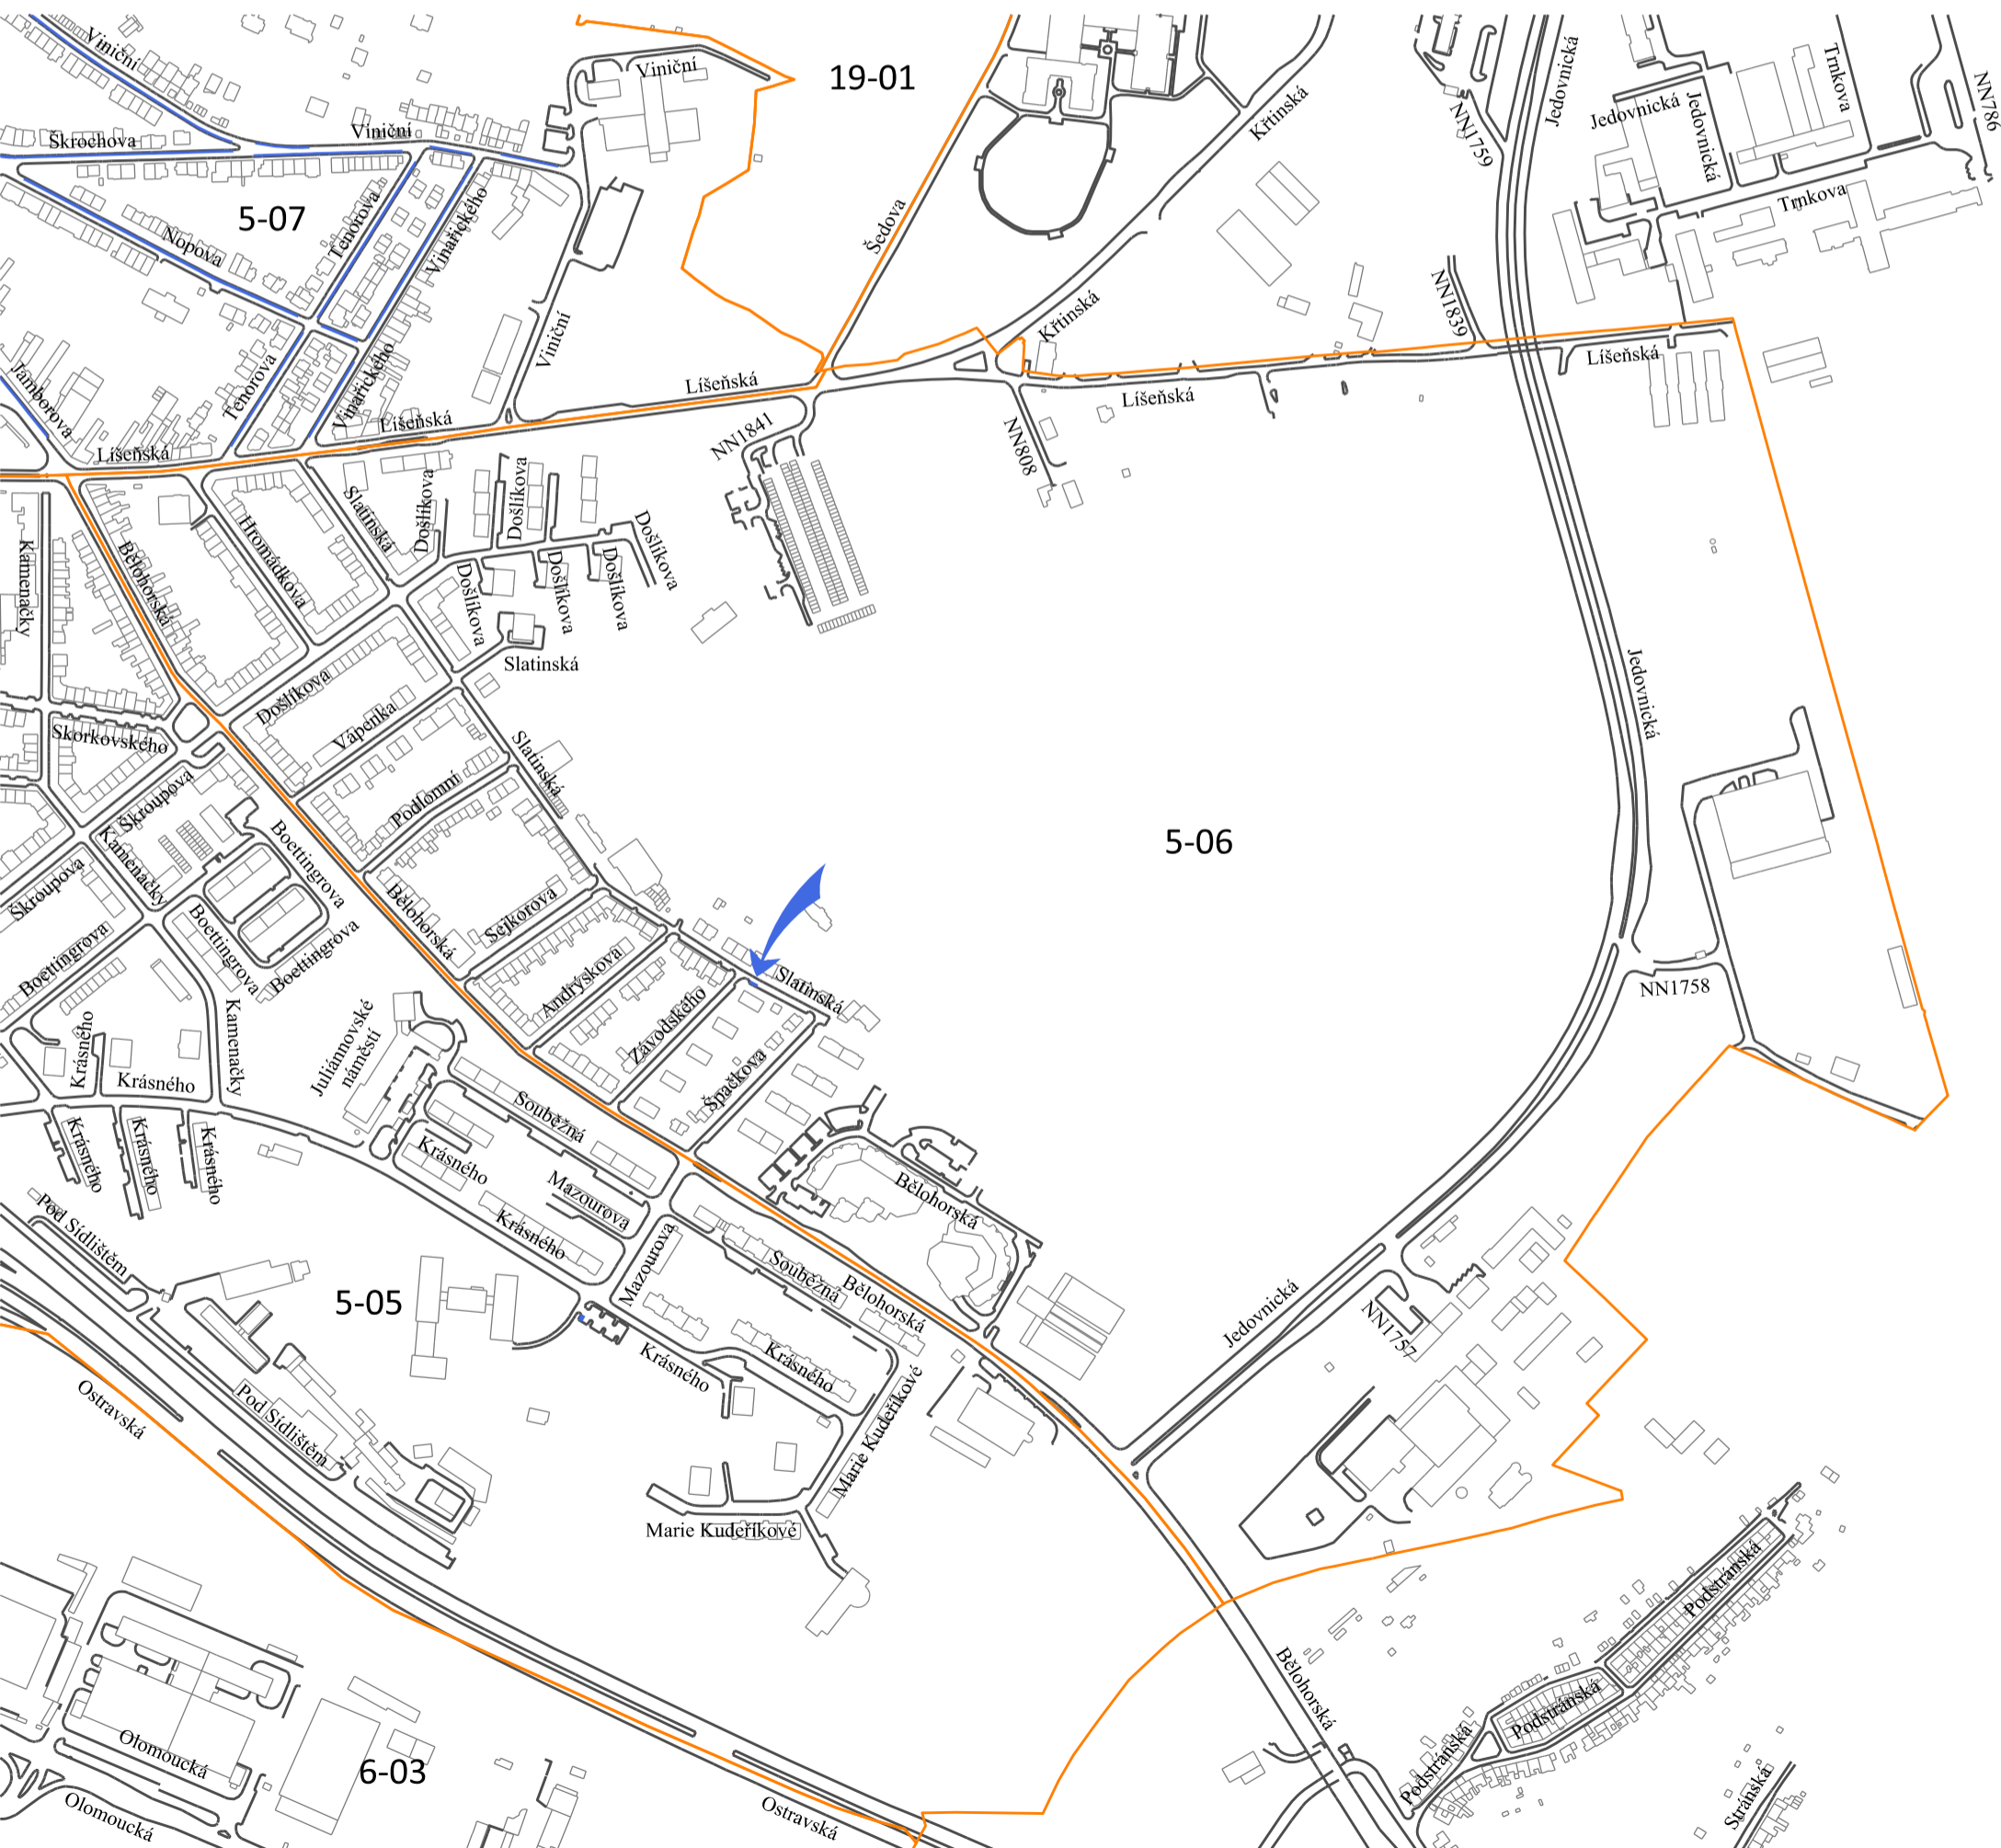 Viniční
Viniční
19-01
Křtinská
Jedovnická
NN1759
Jedovnická
Jedovnická
Trnkova
NN786
Škrochova
Viniční
5-07
Nopova
Tenorova
Vinařického
Šedova
Trnkova
Viniční
Křtinská
NN1839
Líšeňská
Jamborova
Tenorova
Vinařického
Líšeňská
Líšeňská
Líšeňská
Líšeňská
NN1841
NN808
Kamenačky
Bělohorská
Hromádkova
Slatinská
Došlíkova
Došlíkova
Došlíkova
Došlíkova
Došlíkova
Došlíkova
Slatinská
Došlíkova
Vápenka
Skorkovského
Slatinská
Jedovnická
Podlomní
Škroupova
Kamenačky
Boettingrova
5-06
Škroupova
Boettingrova
Boettingrova
Boettingrova
Bělohorská
Sejkorova
Andrýskova
Závodského
Slatinská
NN1758
Krásného
Kamenačky
Krásného
Juliánovské
náměstí
Špačkova
Souběžná
Krásného
Krásného
Krásného
Krásného
Mazourova
Bělohorská
Pod Sídlištěm
Krásného
Mazourova
Souběžná
Bělohorská
5-05
Jedovnická
NN1757
Krásného
Krásného
Marie Kudeříkové
Ostravská
Pod Sídlištěm
Marie Kudeříkové
Podstránská
Bělohorská
Podstránská
Podstránská
Olomoucká
6-03
Olomoucká
Ostravská
Stránská